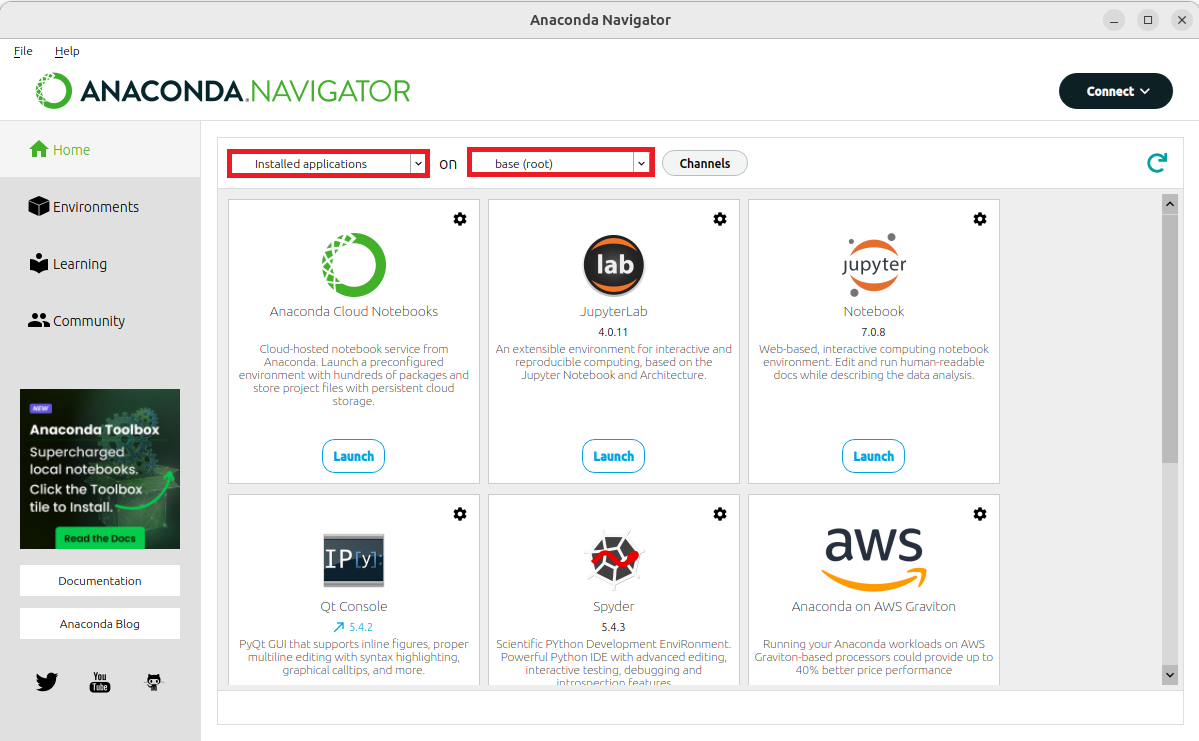 Anaconda Navigator
File Help
ANACONDA.NAVIGATOR
Connect
Home
Environments
Learning
Community
NEW
Anaconda Toolbox
Supercharged
local notebooks.
Click the Toolbox
tile to Install.
Read the Docs
Documentation
Anaconda Blog
You
Tube
Installed applications on base (root) Channels
Anaconda Cloud Notebooks
Cloud-hosted notebook service from
Anaconda. Launch a preconfigured
environment with hundreds of packages and
store project files with persistent cloud
storage.
Launch
lab
JupyterLab
4.0.11
An extensible environment for interactive and
reproducible computing, based on the
Jupyter Notebook and Architecture.
Launch
jupyter
Notebook
7.0.8
Web-based, interactive computing notebook
environment. Edit and run human-readable
docs while describing the data analysis.
Launch
IP[y]:
Qt Console
5.4.2
PyQt GUI that supports inline figures, proper
multiline editing with syntax highlighting,
graphical calltips, and more.
Spyder
5.4.3
Scientific PYthon Development EnviRonment.
Powerful Python IDE with advanced editing,
interactive testing, debugging and
introspection features
aws
Anaconda on AWS Graviton
Running your Anaconda workloads on AWS
Graviton-based processors could provide up to
40% better price performance